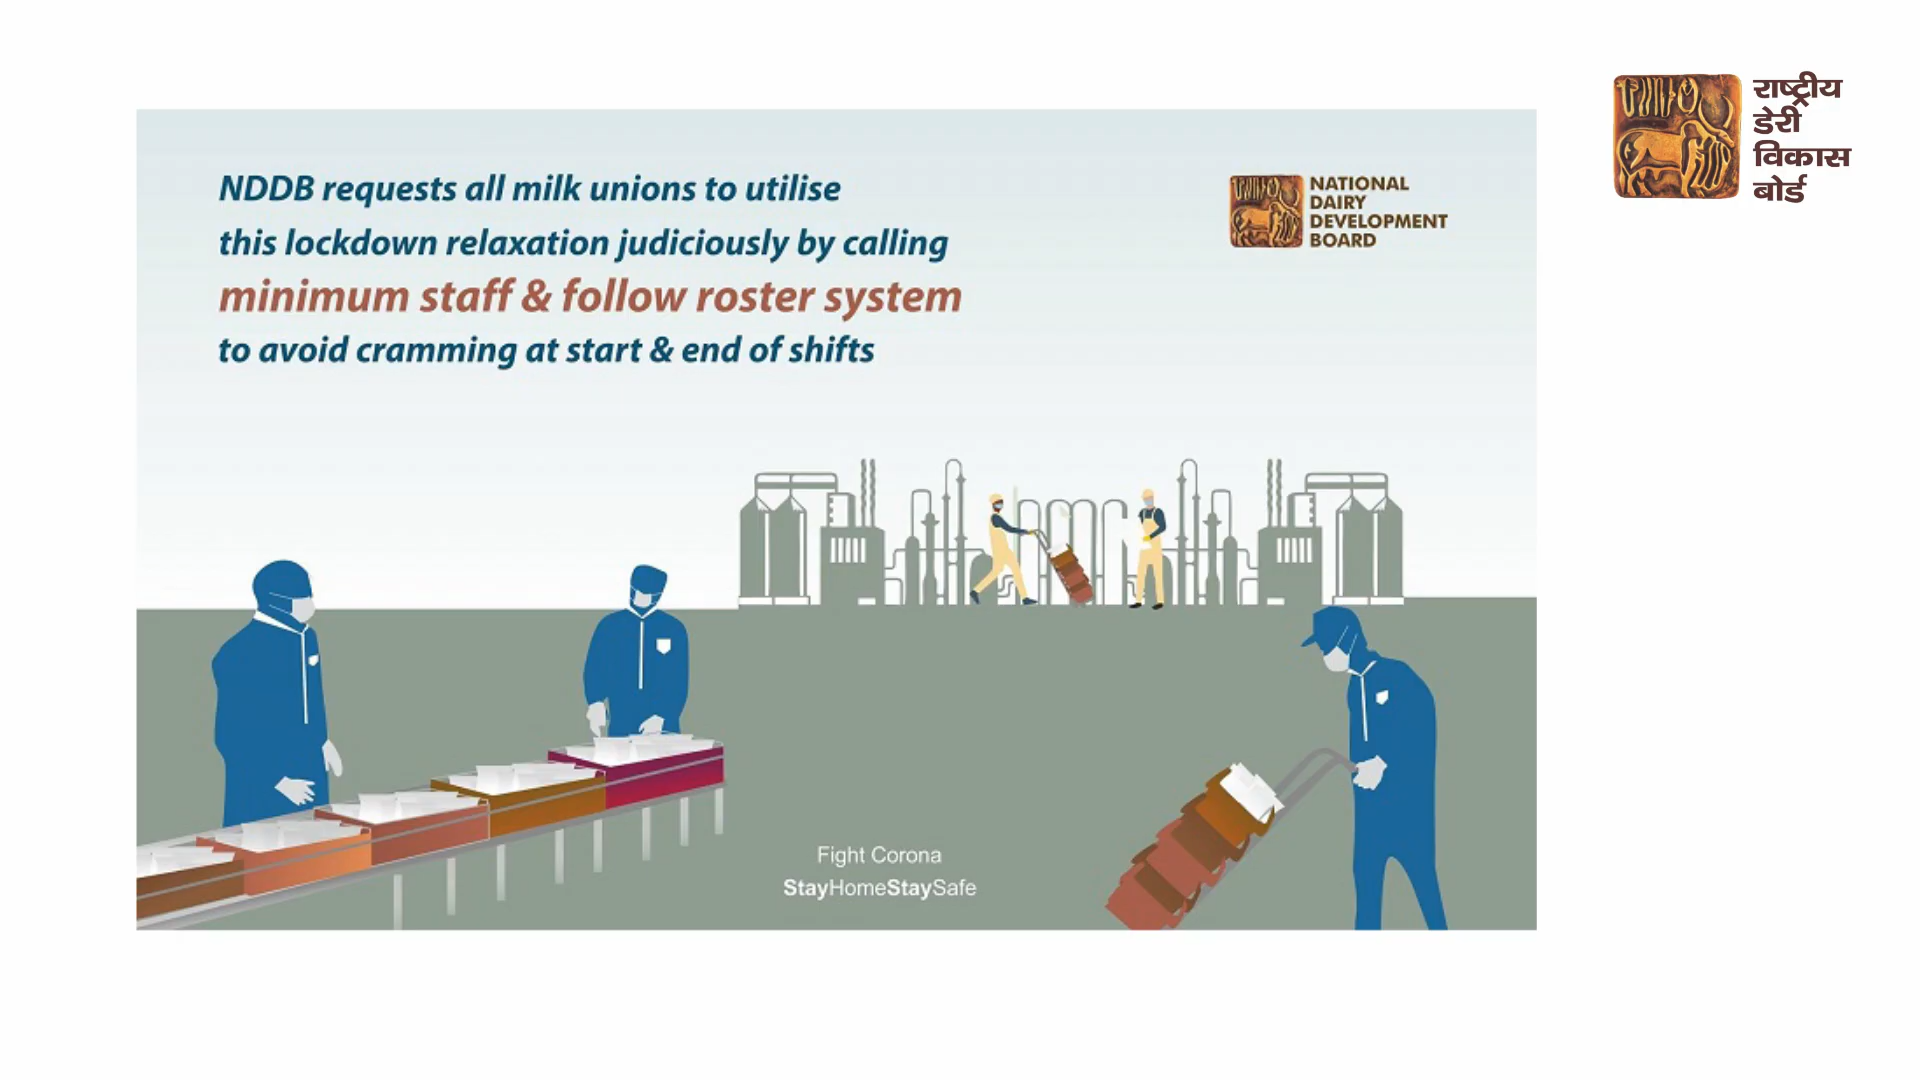 NDDB requests all milk unions to utilise
this lockdown relaxation judiciously by calling
minimum staff & follow roster system
to avoid cramming at start & end of shifts
NATIONAL
DAIRY
DEVELOPMENT
BOARD
राष्ट्रीय
डेरी
विकास
बोर्ड
Fight Corona
StayHomeStaySafe